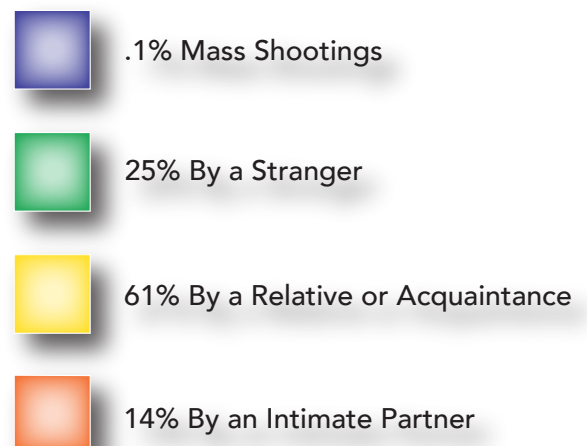 .1% Mass Shootings
25% By a Stranger
61% By a Relative or Acquaintance
14% By an Intimate Partner